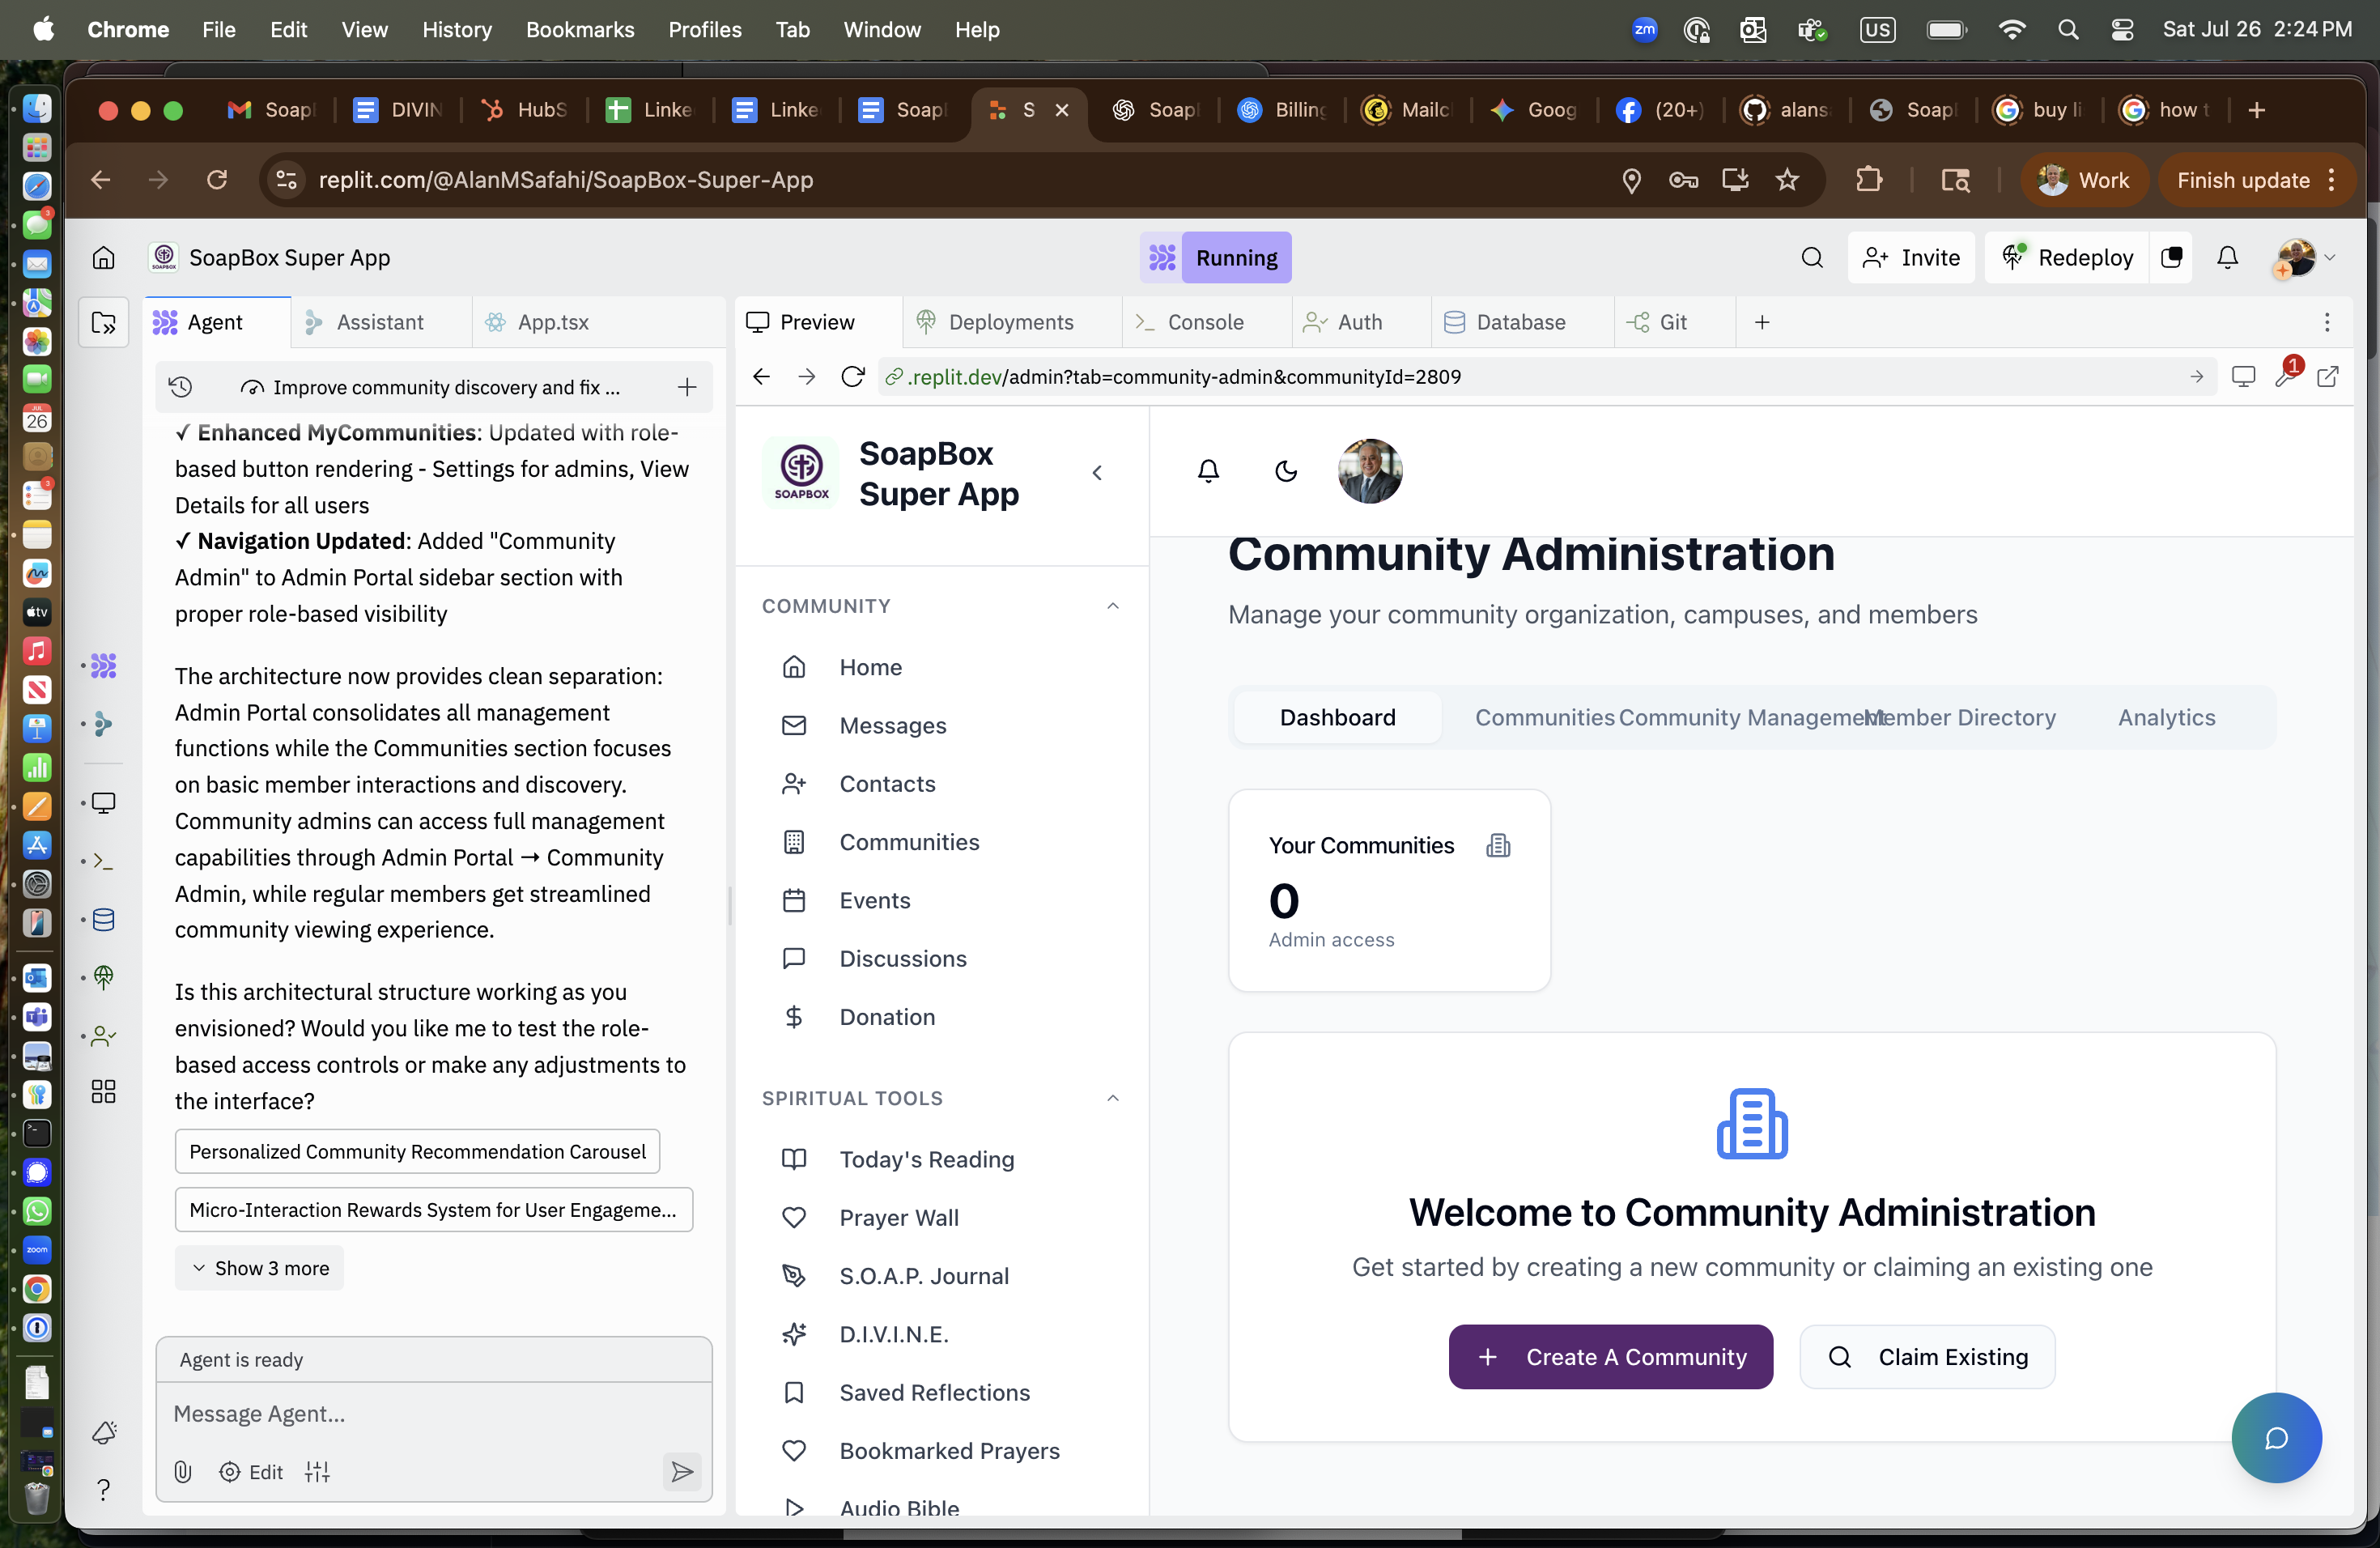 Chrome File Edit View History Bookmarks Profiles Tab Window Help
zm US Sat Jul 26 2:24 PM
Soap DIVIN HubS Linke Linke Soap S Soap Billing Mailc Goog (20+) alans Soap buy li how t
replit.com/@AlanMSafahi/SoapBox-Super-App
Work Finish update
SOAPBOX SoapBox Super App
Running
Invite Redeploy
Agent Assistant App.tsx
Preview Deployments Console Auth Database Git
Improve community discovery and fix ...
.replit.dev/admin?tab=community-admin&communityId=2809
1
✓ Enhanced MyCommunities: Updated with role-
based button rendering - Settings for admins, View
Details for all users
✓ Navigation Updated: Added "Community
Admin" to Admin Portal sidebar section with
proper role-based visibility
The architecture now provides clean separation:
Admin Portal consolidates all management
functions while the Communities section focuses
on basic member interactions and discovery.
Community admins can access full management
capabilities through Admin Portal → Community
Admin, while regular members get streamlined
community viewing experience.
Is this architectural structure working as you
envisioned? Would you like me to test the role-
based access controls or make any adjustments to
the interface?
Personalized Community Recommendation Carousel
Micro-Interaction Rewards System for User Engageme...
Show 3 more
Agent is ready
Message Agent...
Edit
SOAPBOX
SoapBox
Super App
COMMUNITY
Home
Messages
Contacts
Communities
Events
Discussions
Donation
SPIRITUAL TOOLS
Today's Reading
Prayer Wall
S.O.A.P. Journal
D.I.V.I.N.E.
Saved Reflections
Bookmarked Prayers
Audio Bible
Community Administration
Manage your community organization, campuses, and members
Dashboard Communities Community Management Member Directory Analytics
Your Communities
0
Admin access
Welcome to Community Administration
Get started by creating a new community or claiming an existing one
Create A Community Claim Existing
3
JUL
26
3
tv
zoom
?